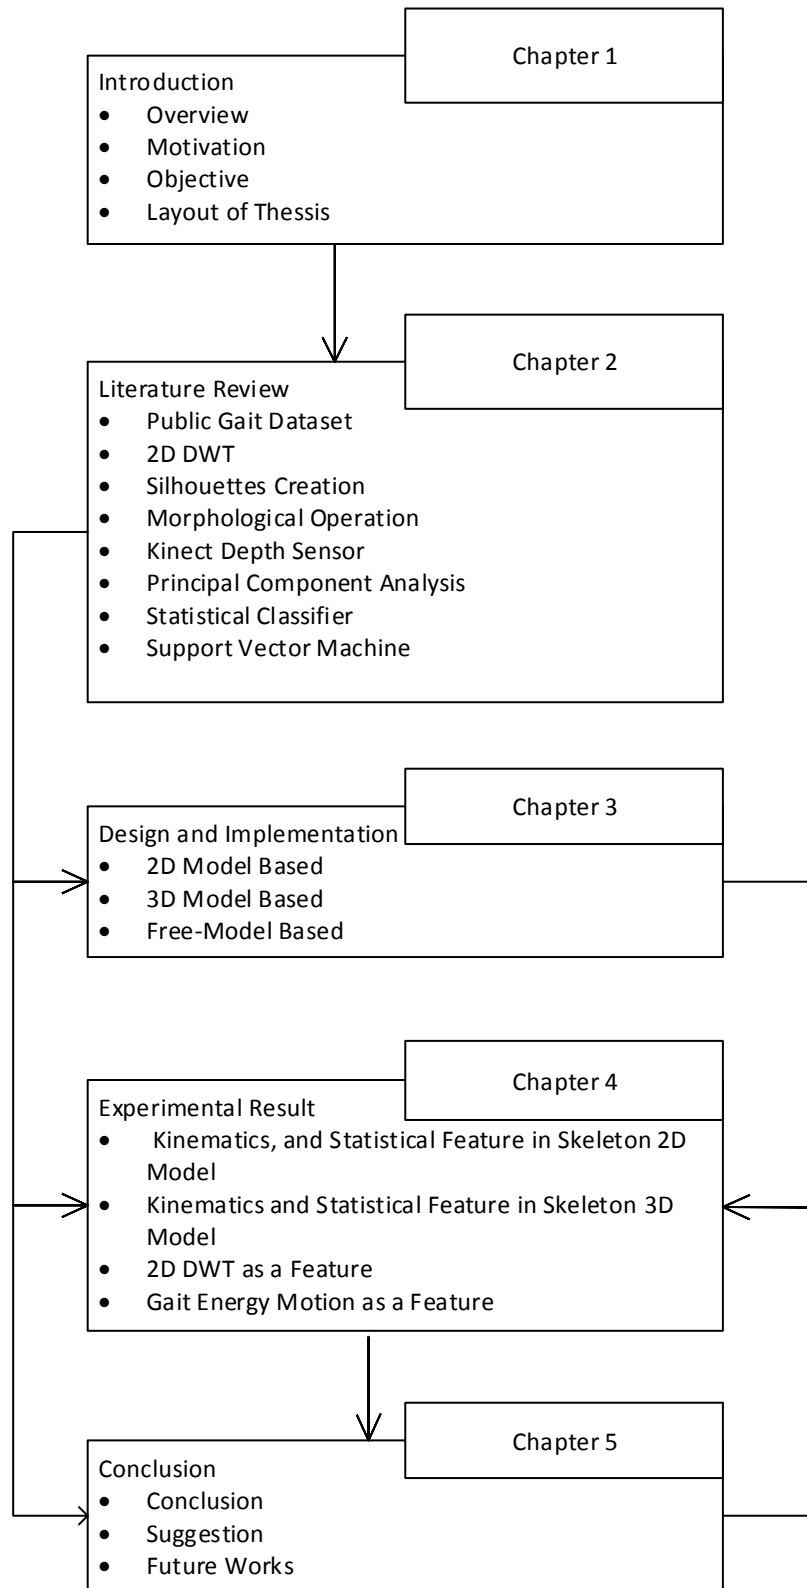 Chapter 1
Introduction
• Overview
• Motivation
• Objective
• Layout of Thessis
Chapter 2
Literature Review
• Public Gait Dataset
• 2D DWT
• Silhouettes Creation
• Morphological Operation
• Kinect Depth Sensor
• Principal Component Analysis
• Statistical Classifier
• Support Vector Machine
Chapter 3
Design and Implementation
• 2D Model Based
• 3D Model Based
• Free-Model Based
Chapter 4
Experimental Result
• Kinematics, and Statistical Feature in Skeleton 2D
Model
• Kinematics and Statistical Feature in Skeleton 3D
Model
• 2D DWT as a Feature
• Gait Energy Motion as a Feature
Chapter 5
Conclusion
• Conclusion
• Suggestion
• Future Works